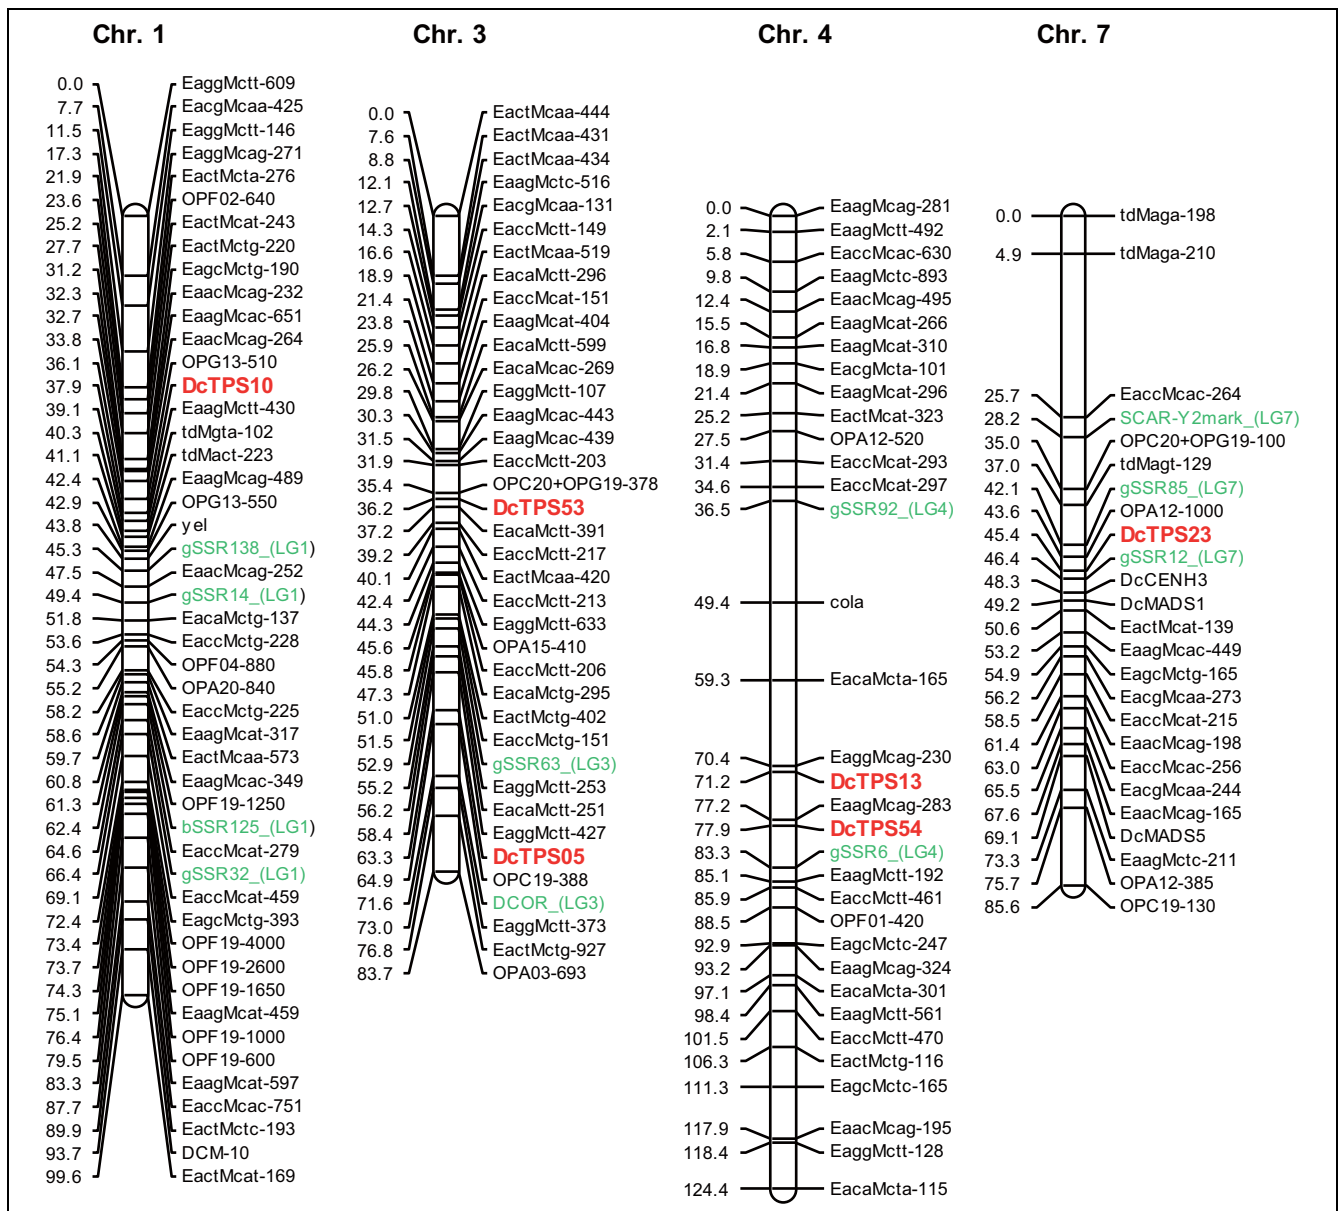 Chr. 1
0.0 EaggMctt-609
7.7 EacgMcaa-425
11.5 EaggMctt-146
17.3 EaggMcag-271
21.9 EactMcta-276
23.6 OPF02-640
25.2 EactMcat-243
27.7 EactMctg-220
31.2 EagcMctg-190
32.3 EaacMcag-232
32.7 EaagMcac-651
33.8 EaacMcag-264
36.1 OPG13-510
37.9 DcTPS10
39.1 EaagMctt-430
40.3 tdMgta-102
41.1 tdMact-223
42.4 EaagMcag-489
42.9 OPG13-550
43.8 yel
45.3 gSSR138_(LG1)
47.5 EaacMcag-252
49.4 gSSR14_(LG1)
51.8 EacaMctg-137
53.6 EaccMctg-228
54.3 OPF04-880
55.2 OPA20-840
58.2 EaccMctg-225
58.6 EaagMcat-317
59.7 EactMcaa-573
60.8 EaagMcac-349
61.3 OPF19-1250
62.4 bSSR125_(LG1)
64.6 EaccMcat-279
66.4 gSSR32_(LG1)
69.1 EaccMcat-459
72.4 EagcMctg-393
73.4 OPF19-4000
73.7 OPF19-2600
74.3 OPF19-1650
75.1 EaagMcat-459
76.4 OPF19-1000
79.5 OPF19-600
83.3 EaagMcat-597
87.7 EaccMcac-751
89.9 EactMctc-193
93.7 DCM-10
99.6 EactMcat-169
Chr. 3
0.0 EactMcaa-444
7.6 EactMcaa-431
8.8 EactMcaa-434
12.1 EaagMctc-516
12.7 EacgMcaa-131
14.3 EaccMctt-149
16.6 EactMcaa-519
18.9 EacaMctt-296
21.4 EaccMcat-151
23.8 EaagMcat-404
25.9 EacaMctt-599
26.2 EacaMcac-269
29.8 EaggMctt-107
30.3 EaagMcac-443
31.5 EaagMcac-439
31.9 EaccMctt-203
35.4 OPC20+OPG19-378
36.2 DcTPS53
37.2 EacaMctt-391
39.2 EaccMctt-217
40.1 EactMcaa-420
42.4 EaccMctt-213
44.3 EaggMctt-633
45.6 OPA15-410
45.8 EaccMctt-206
47.3 EacaMctg-295
51.0 EactMctg-402
51.5 EaccMctg-151
52.9 gSSR63_(LG3)
55.2 EaggMctt-253
56.2 EacaMctt-251
58.4 EaggMctt-427
63.3 DcTPS05
64.9 OPC19-388
71.6 DCOR_(LG3)
73.0 EaggMctt-373
76.8 EactMctg-927
83.7 OPA03-693
Chr. 4
0.0 EaagMcag-281
2.1 EaagMctt-492
5.8 EaccMcac-630
9.8 EaagMctc-893
12.4 EaacMcag-495
15.5 EaagMcat-266
16.8 EaagMcat-310
18.9 EacgMcta-101
21.4 EaagMcat-296
25.2 EactMcat-323
27.5 OPA12-520
31.4 EaccMcat-293
34.6 EaccMcat-297
36.5 gSSR92_(LG4)
49.4 cola
59.3 EacaMcta-165
70.4 EaggMcag-230
71.2 DcTPS13
77.2 EaagMcag-283
77.9 DcTPS54
83.3 gSSR6_(LG4)
85.1 EaagMctt-192
85.9 EaccMctt-461
88.5 OPF01-420
92.9 EagcMctc-247
93.2 EaagMcag-324
97.1 EacaMcta-301
98.4 EaagMctt-561
101.5 EaccMctt-470
106.3 EactMctg-116
111.3 EagcMctc-165
117.9 EaacMcag-195
118.4 EaggMctt-128
124.4 EacaMcta-115
Chr. 7
0.0 tdMaga-198
4.9 tdMaga-210
25.7 EaccMcac-264
28.2 SCAR-Y2mark_(LG7)
35.0 OPC20+OPG19-100
37.0 tdMagt-129
42.1 gSSR85_(LG7)
43.6 OPA12-1000
45.4 DcTPS23
46.4 gSSR12_(LG7)
48.3 DcCENH3
49.2 DcMADS1
50.6 EactMcat-139
53.2 EaagMcac-449
54.9 EagcMctg-165
56.2 EacgMcaa-273
58.5 EaccMcat-215
61.4 EaacMcag-198
63.0 EaccMcac-256
65.5 EacgMcaa-244
67.6 EaacMcag-165
69.1 DcMADS5
73.3 EaagMctc-211
75.7 OPA12-385
85.6 OPC19-130